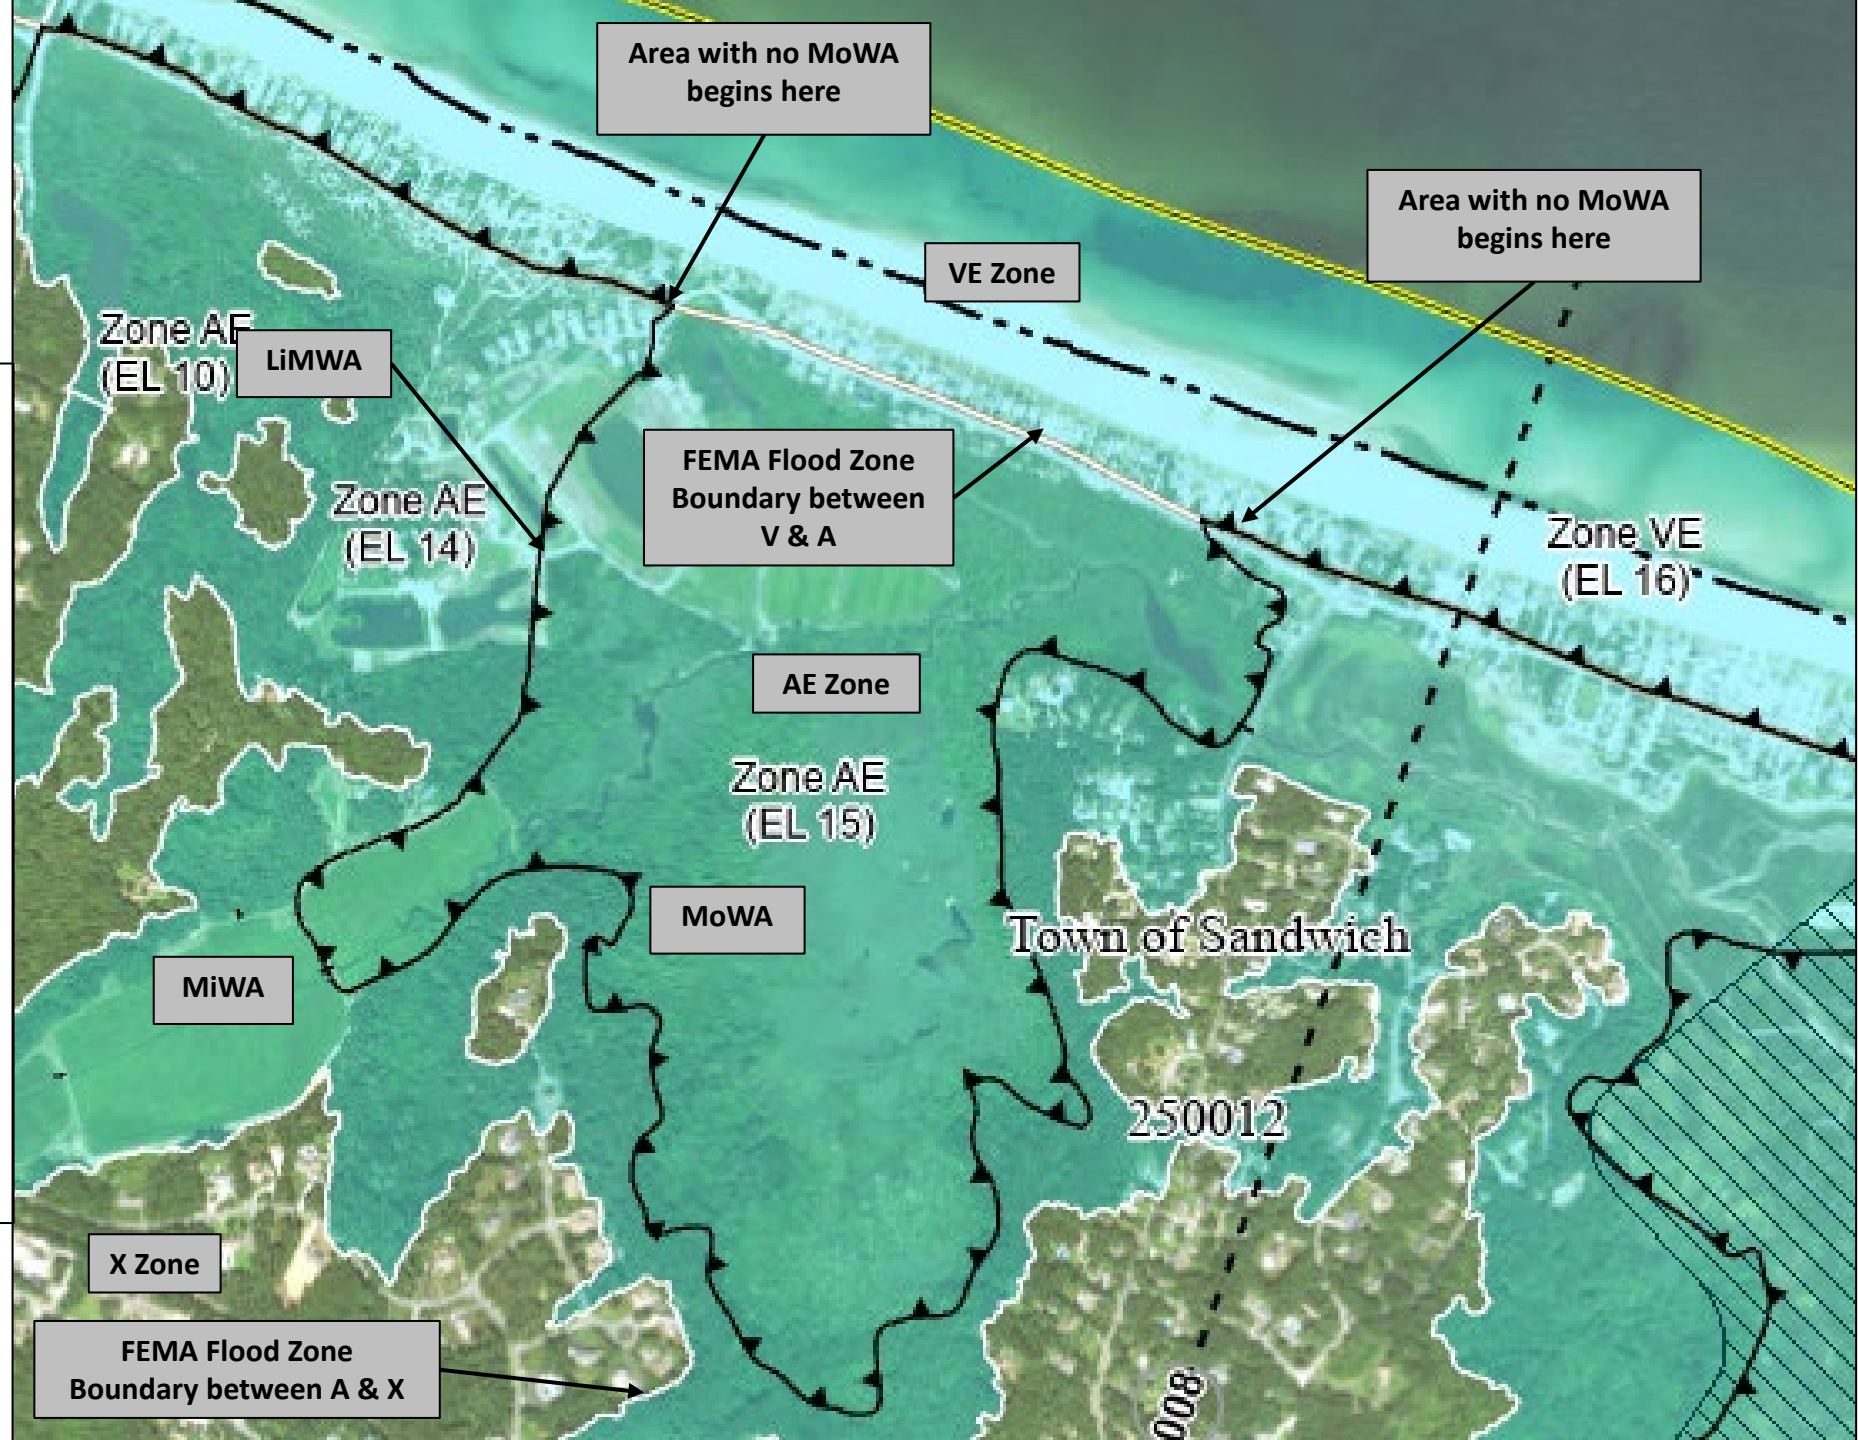 Area with no MoWA
begins here
Area with no MoWA
begins here
VE Zone
Zone AE
(EL 10)
LiMWA
FEMA Flood Zone
Boundary between
V & A
Zone AE
(EL 14)
Zone VE
(EL 16)
AE Zone
Zone AE
(EL 15)
MoWA
Town of Sandwich
MiWA
250012
X Zone
FEMA Flood Zone
Boundary between A & X
008